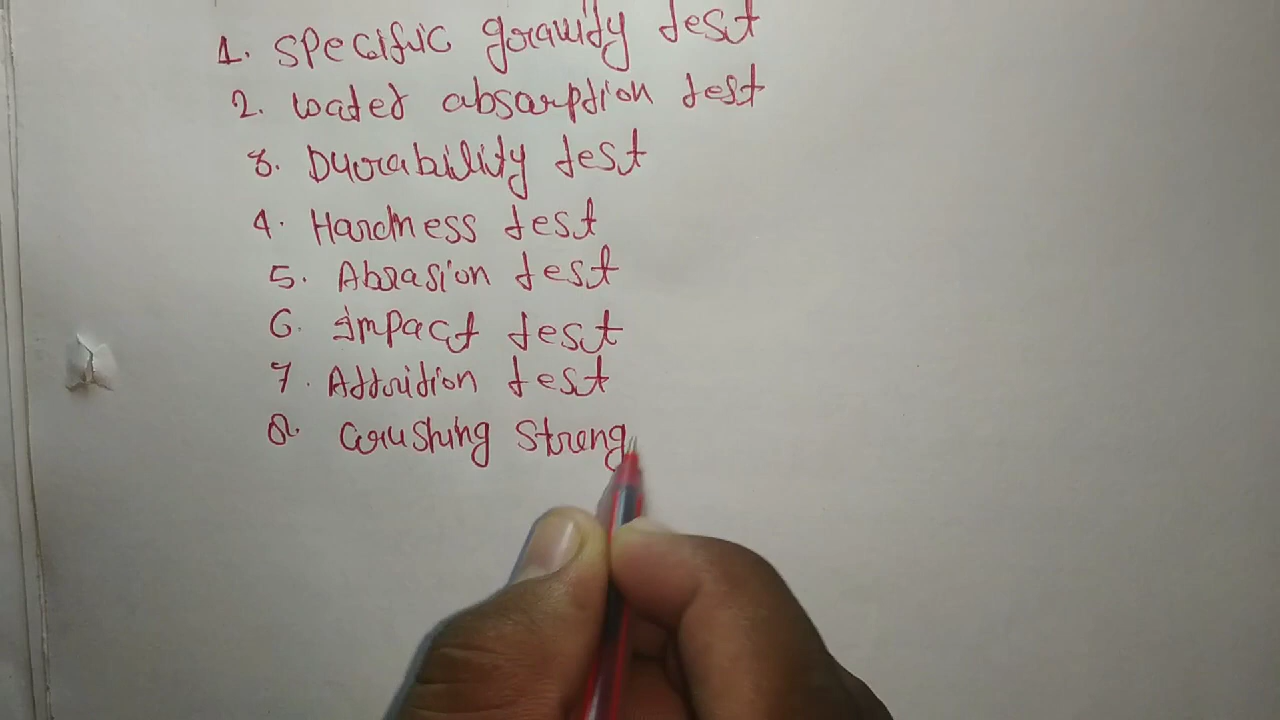 1. Specific gravity test
2. water absorption test
3. Durability test
4. Hardness test
5. Abrasion test
6. Impact test
7. Attrition test
8. Crushing Streng